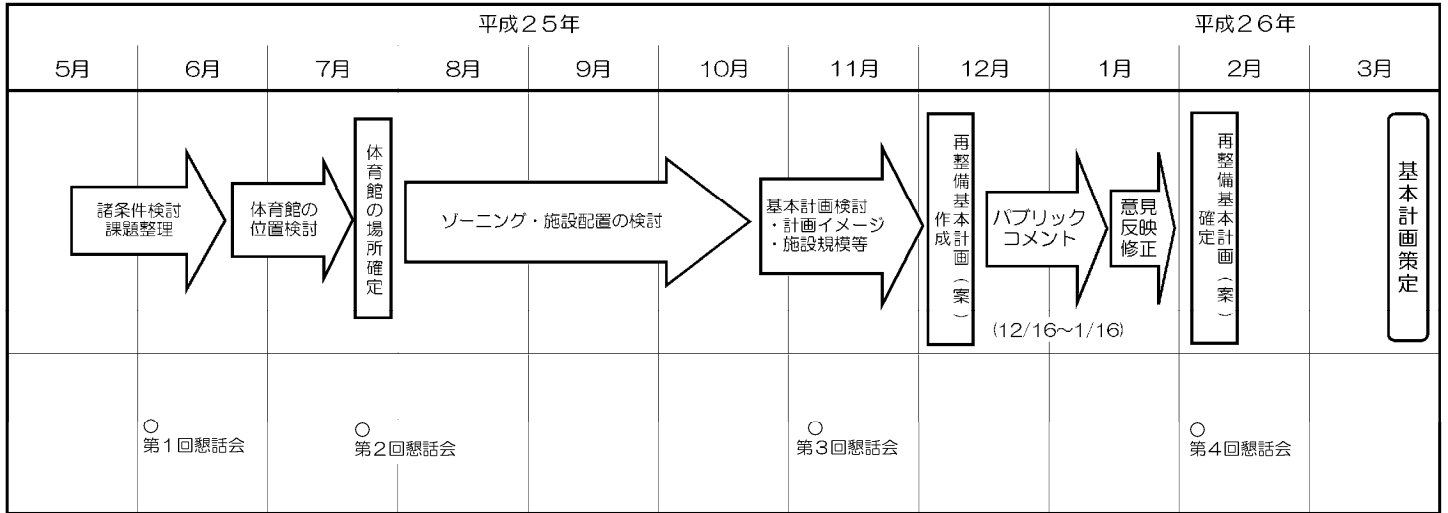 平成２５年
平成２６年
５月
６月
７月
８月
９月
１０月
１１月
１２月
１月
２月
３月
諸条件検討
課題整理
体育館の
位置検討
体育館の場所確定
ゾーニング・施設配置の検討
基本計画検討
・計画イメージ
・施設規模等
再整備基本計画（案）
作成
パブリック
コメント
(12/16～1/16)
意見
反映
修正
再整備基本計画（案）
確定
基本計画策定
○
第１回懇話会
○
第２回懇話会
○
第３回懇話会
○
第４回懇話会